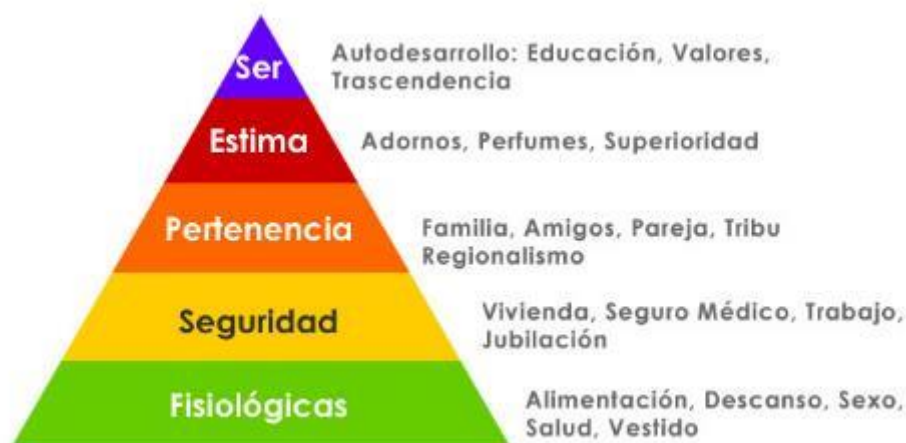 Ser
Autodesarrollo: Educación, Valores,
Trascendencia
Estima
Adornos, Perfumes, Superioridad
Pertenencia
Familia, Amigos, Pareja, Tribu
Regionalismo
Seguridad
Vivienda, Seguro Médico, Trabajo,
Jubilación
Fisiológicas
Alimentación, Descanso, Sexo,
Salud, Vestido